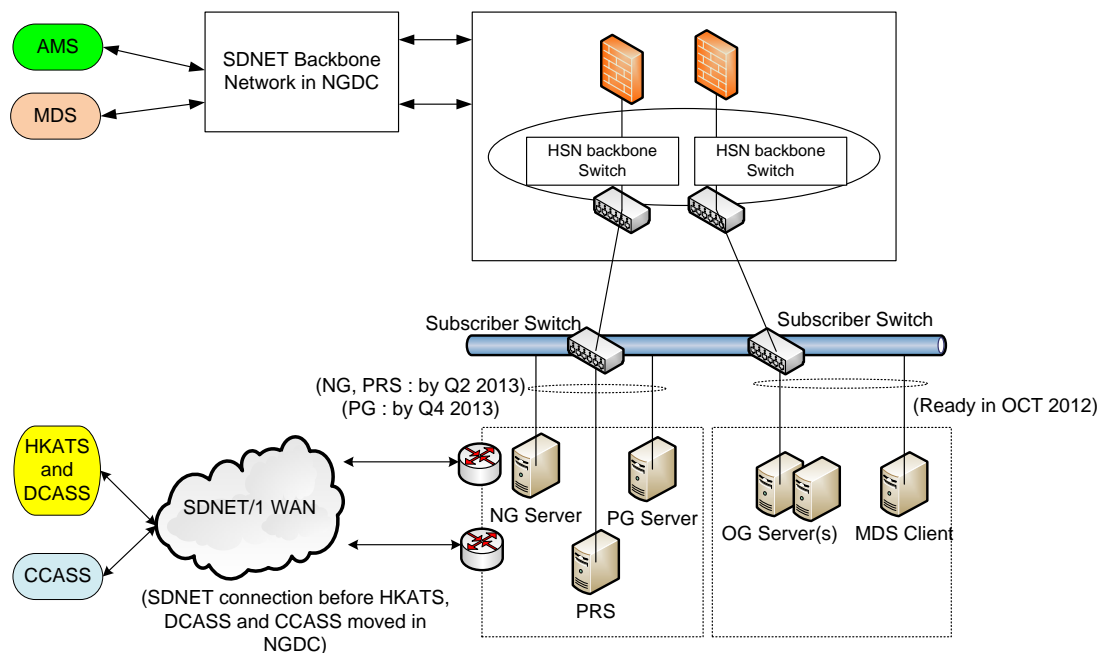 AMS
MDS
SDNET Backbone
Network in NGDC
HSN backbone
Switch
HSN backbone
Switch
Subscriber Switch
Subscriber Switch
(NG, PRS : by Q2 2013)
(PG : by Q4 2013)
(Ready in OCT 2012)
HKATS
and
DCASS
SDNET/1 WAN
CCASS
(SDNET connection before HKATS,
DCASS and CCASS moved in
NGDC)
NG Server
PG Server
PRS
OG Server(s)
MDS Client